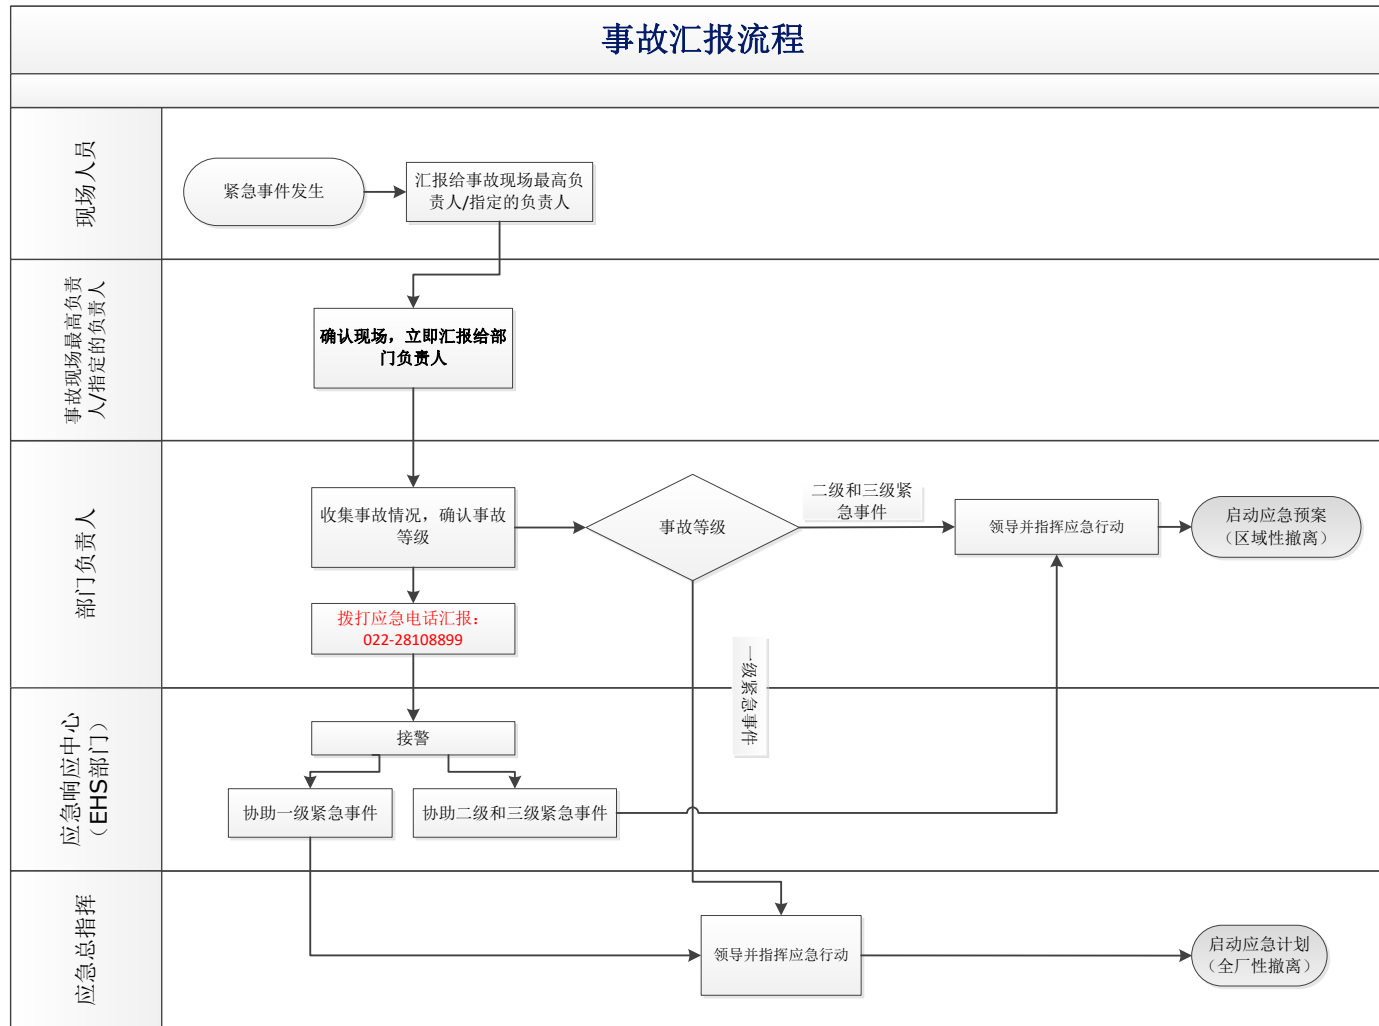 事故汇报流程
现场人员
紧急事件发生
汇报给事故现场最高负
责人/指定的负责人
事故现场最高负责
人/指定的负责人
确认现场，立即汇报给部
门负责人
部门负责人
收集事故情况，确认事故
等级
事故等级
二级和三级紧
急事件
领导并指挥应急行动
启动应急预案
（区域性撤离）
拨打应急电话汇报：
022-28108899
一级紧急事件
应急响应中心
（EHS部门）
接警
协助一级紧急事件
协助二级和三级紧急事件
应急总指挥
领导并指挥应急行动
启动应急计划
（全厂性撤离）